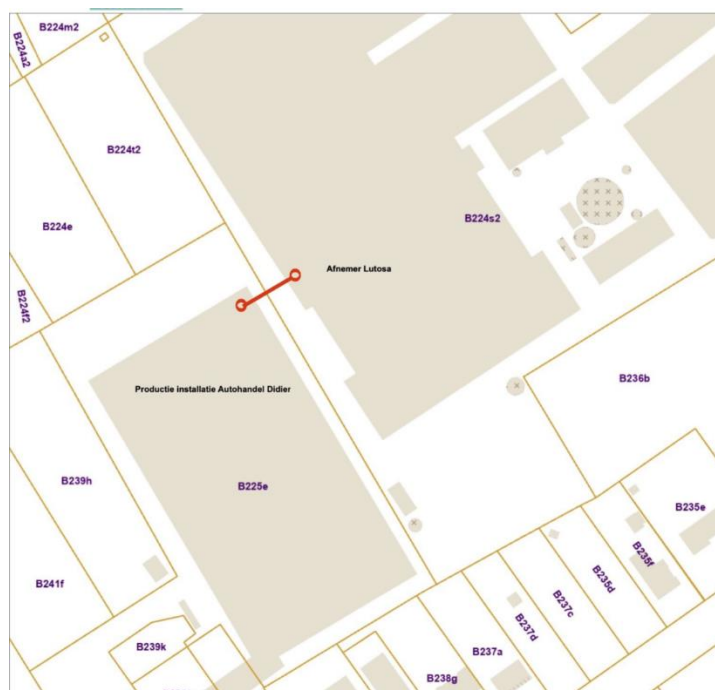 B224m2
B224a2
B224t2
B224e
B224s2
Afnemer Lutosa
B224f2
B236b
Productie installatie Autohandel Didier
B239h
B225e
B235e
B235f
B241f
B235d
B237c
B237d
B239k
B237a
B238g